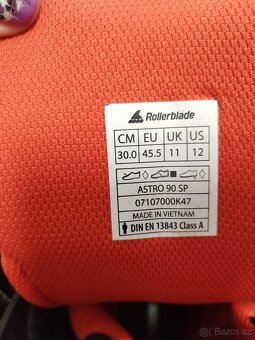 Rollerblade
CM EU UK US
30.0 45.5 11 12
ASTRO 90 SP
07107000K47
MADE IN VIETNAM
DIN EN 13843 Class A
Bazoš.cz